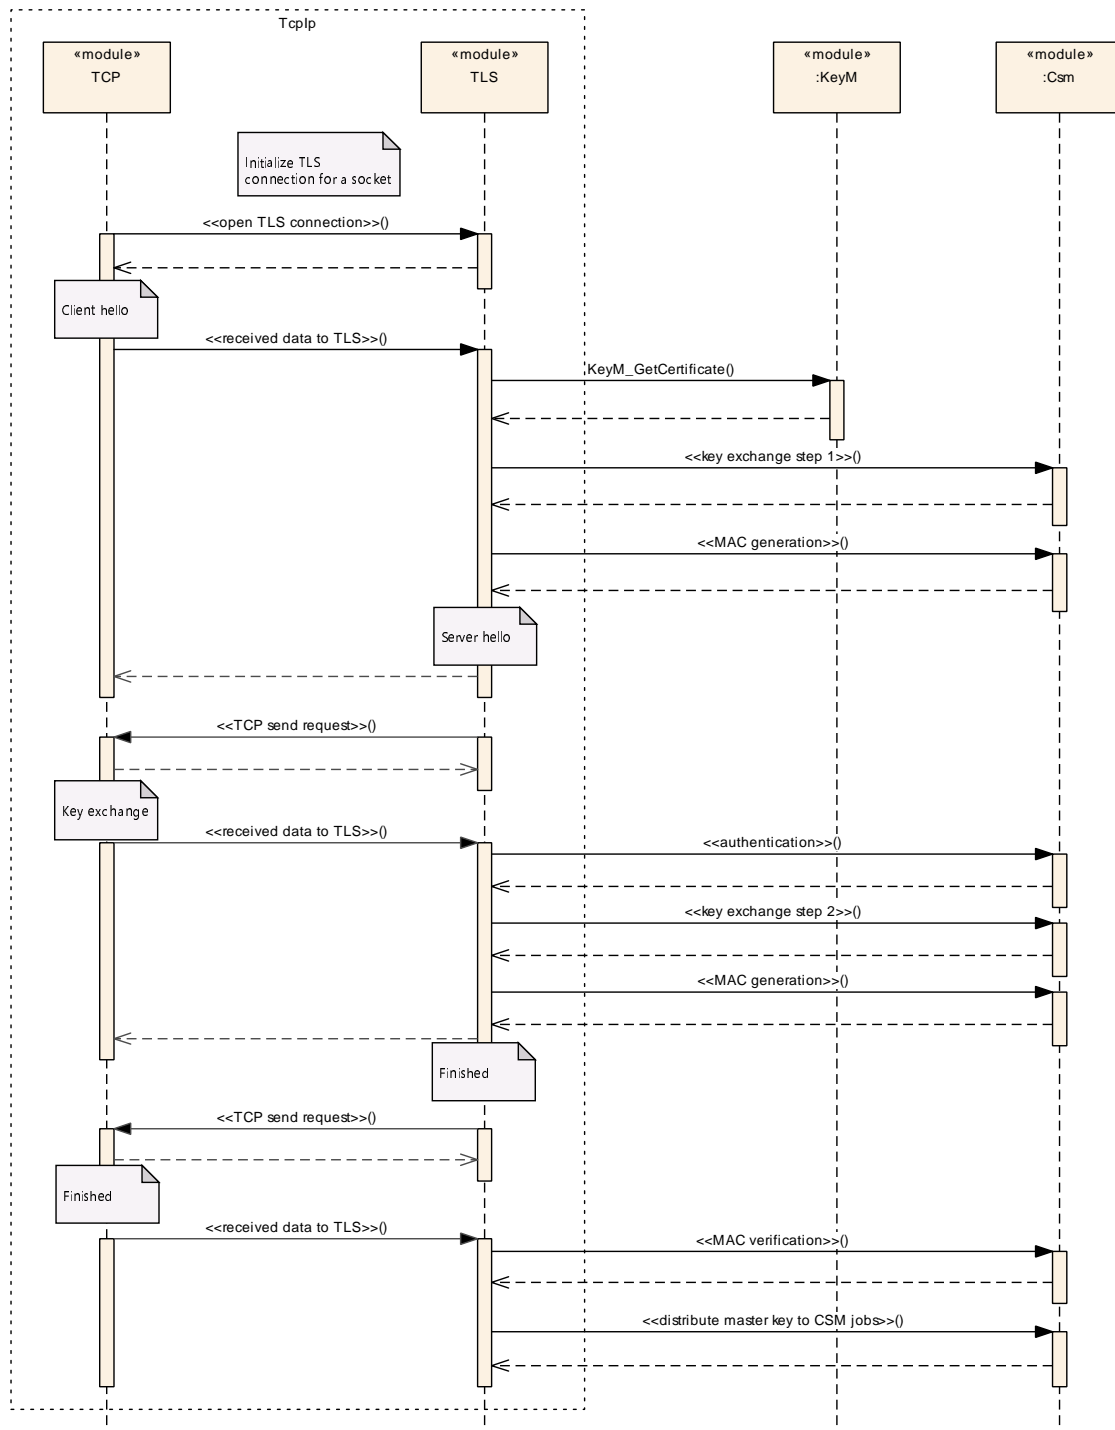 TcpIp
«module»
TCP
«module»
TLS
«module»
:KeyM
«module»
:Csm
Initialize TLS
connection for a socket
<<open TLS connection>>()
Client hello
<<received data to TLS>>()
KeyM_GetCertificate()
<<key exchange step 1>>()
<<MAC generation>>()
Server hello
<<TCP send request>>()
Key exchange
<<received data to TLS>>()
<<authentication>>()
<<key exchange step 2>>()
<<MAC generation>>()
Finished
<<TCP send request>>()
Finished
<<received data to TLS>>()
<<MAC verification>>()
<<distribute master key to CSM jobs>>()